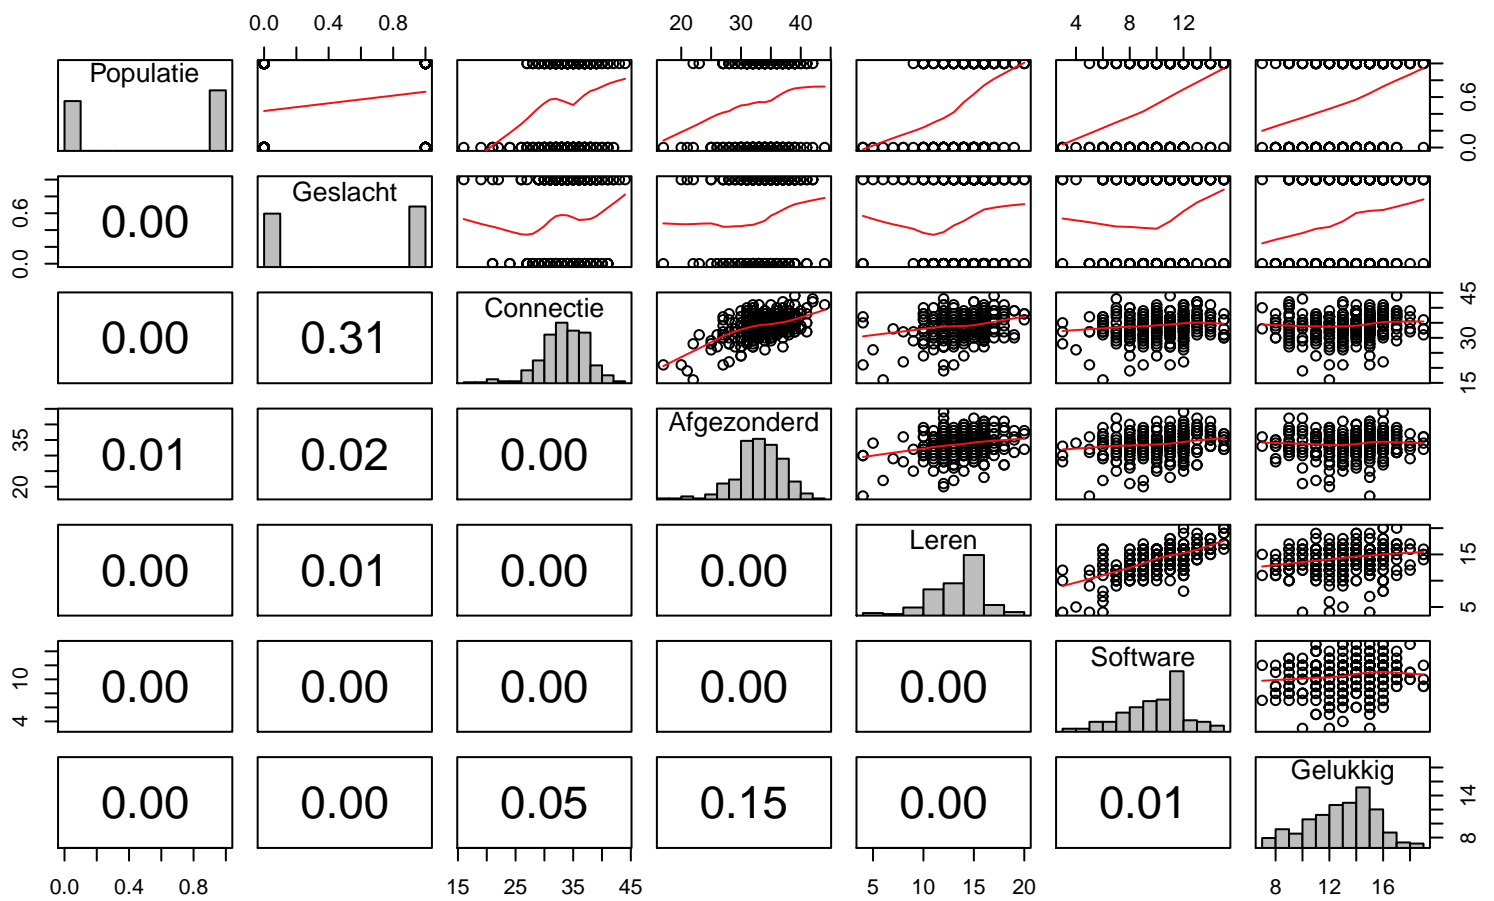 0.0 0.4 0.8 20 30 40 4 8 12
Populatie 0.0 0.6
0.0 0.6 0.00 Geslacht
0.00 0.31 Connectie 15 30 45
20 35 0.01 0.02 0.00 Afgezonderd
0.00 0.01 0.00 0.00 Leren 5 15
4 10 0.00 0.00 0.00 0.00 0.00 Software
0.00 0.00 0.05 0.15 0.00 0.01 Gelukkig 8 14
0.0 0.4 0.8 15 25 35 45 5 10 15 20 8 12 16